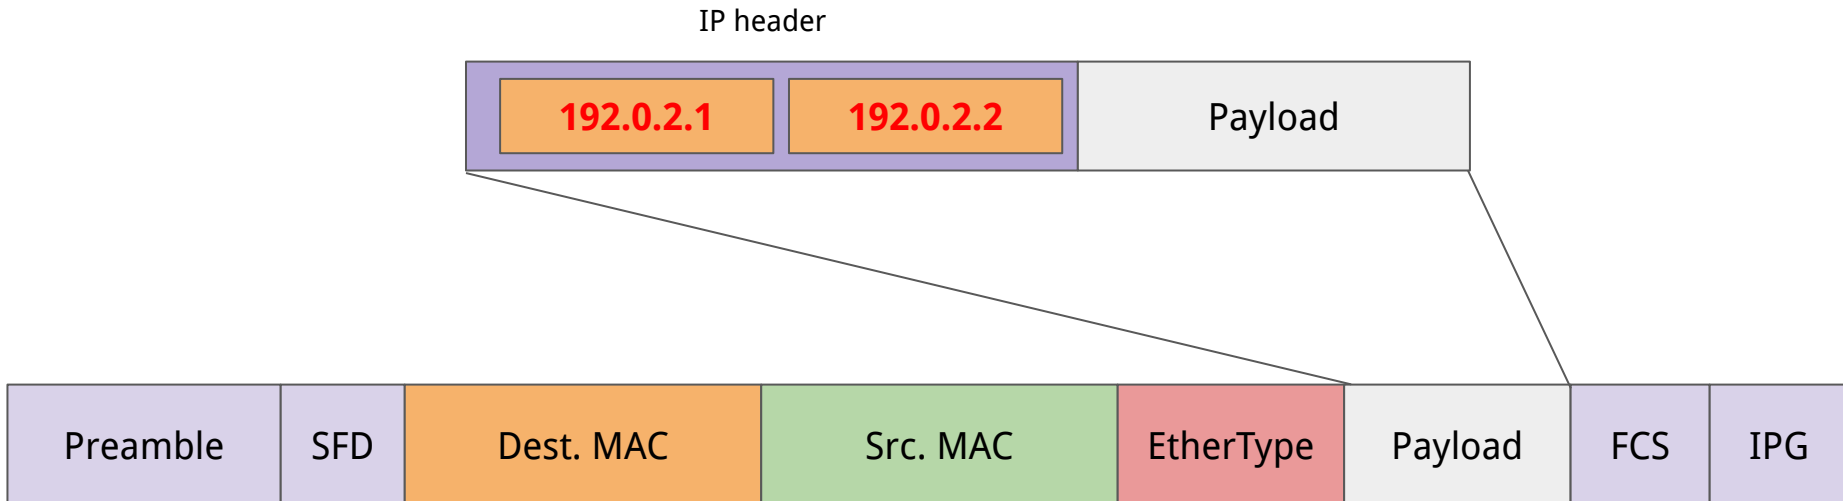 IP header
192.0.2.1 192.0.2.2 Payload
Preamble SFD Dest. MAC Src. MAC EtherType Payload FCS IPG